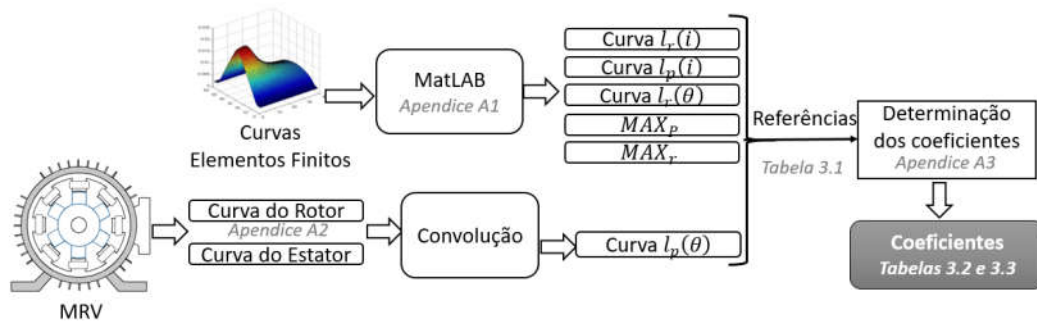 Curvas
Elementos Finitos
MatLAB
Apendice A1
Curva l_r(i)
Curva l_p(i)
Curva l_r(θ)
MAX_P
MAX_r
Referências
Tabela 3.1
Determinação
dos coeficientes
Apendice A3
MRV
Curva do Rotor
Apendice A2
Curva do Estator
Convolução
Curva l_p(θ)
Coeficientes
Tabelas 3.2 e 3.3